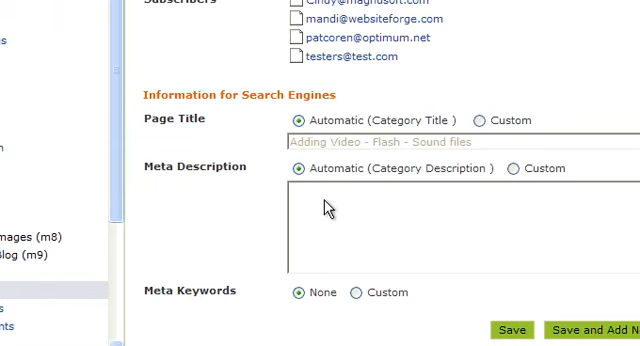 Subscribers
Cindy@magnusoft.com
mandi@websiteforge.com
patcoren@optimum.net
testers@test.com
Information for Search Engines
Page Title
Automatic (Category Title )
Custom
Adding Video - Flash - Sound files
Meta Description
Automatic (Category Description )
Custom
mages (m8)
log (m9)
Meta Keywords
None
Custom
s
nts
Save
Save and Add N